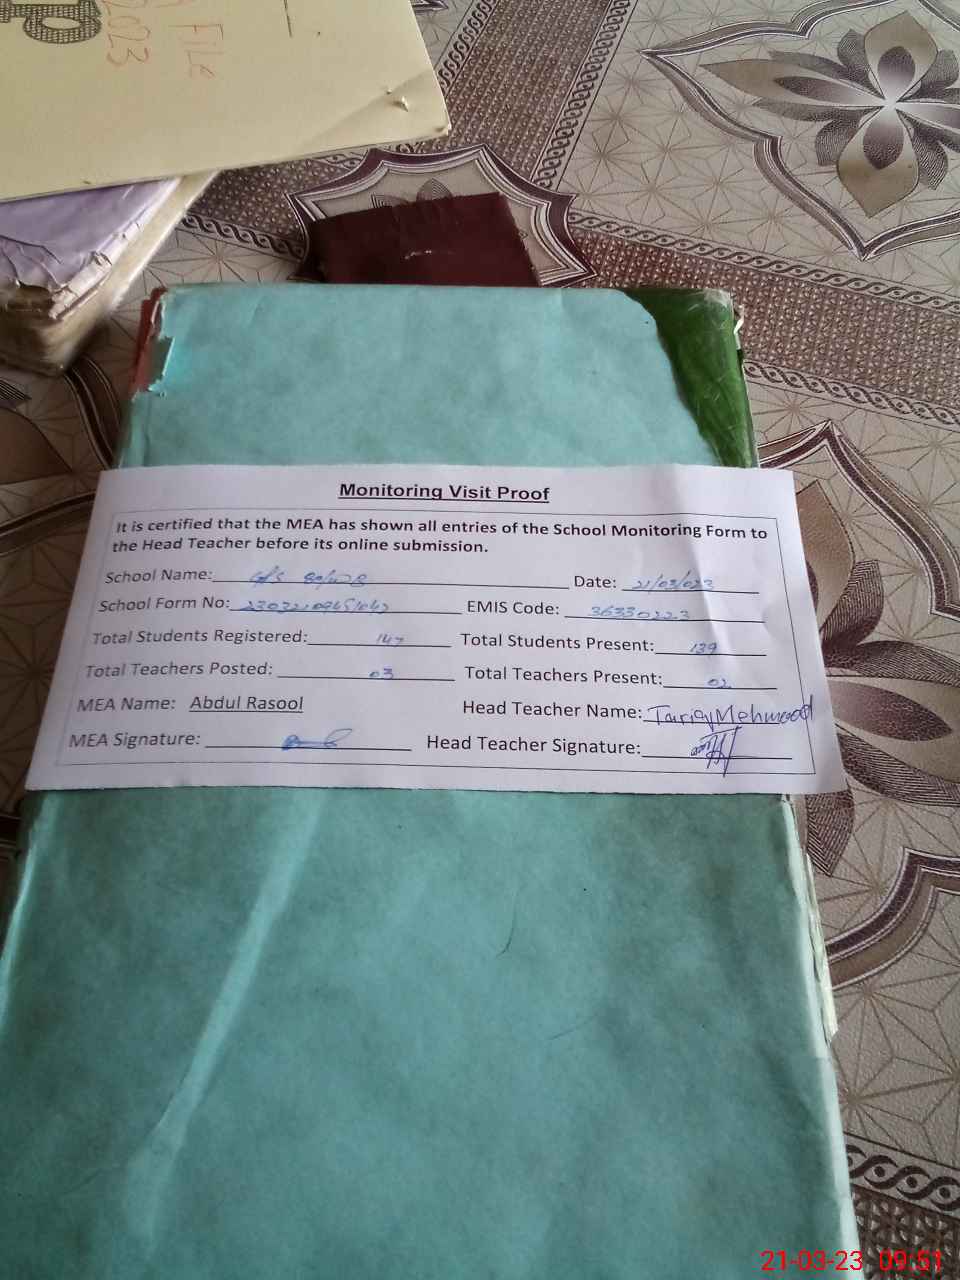 FILE
2023
Monitoring Visit Proof
It is certified that the MEA has shown all entries of the School Monitoring Form to
the Head Teacher before its online submission.
School Name: Date: 21/03/023
School Form No: EMIS Code: 36330223
Total Students Registered: 147 Total Students Present: 139
Total Teachers Posted: 03 Total Teachers Present: 02
MEA Name: Abdul Rasool Head Teacher Name: Tariq Mehmood
MEA Signature: Head Teacher Signature:
21-03-23 09:51